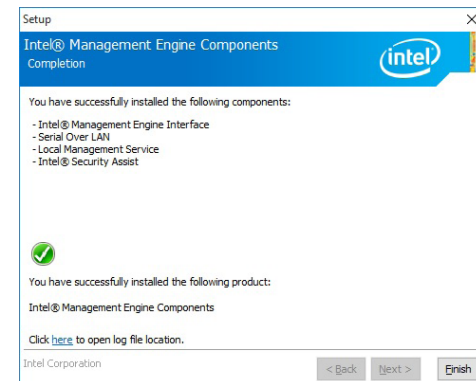 Setup
Intel® Management Engine Components
Completion
intel
You have successfully installed the following components:
- Intel® Management Engine Interface
- Serial Over LAN
- Local Management Service
- Intel® Security Assist
You have successfully installed the following product:
Intel® Management Engine Components
Click here to open log file location.
Intel Corporation
< Back
Next >
Finish